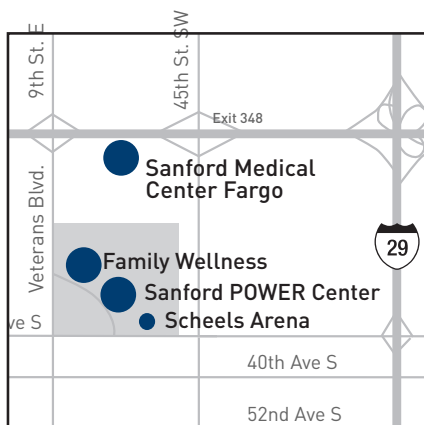 9th St. E
45th St. SW
Exit 348
Sanford Medical
Center Fargo
Veterans Blvd.
29
Family Wellness
Sanford POWER Center
Scheels Arena
ve S
40th Ave S
52nd Ave S